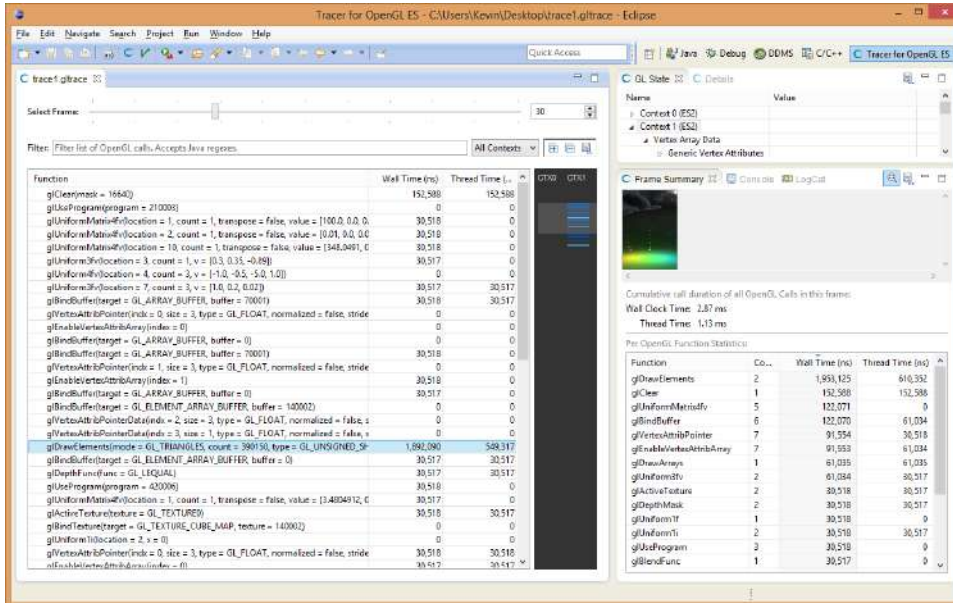 Tracer for OpenGL ES - C:\Users\Kevin\Desktop\trace1.gltrace - Eclipse
File Edit Navigate Search Project Run Window Help
Quick Access
Java Debug DDMS C/C++ Tracer for OpenGL ES
trace1.gltrace
Select Frame:
30
Filter: Filter list of OpenGL calls. Accepts Java regexes.
All Contexts
Function Wall Time (ns) Thread Time (...
CTX0 CTX1
glClear(mask = 16640) 152,588 152,588
glUseProgram(program = 210003) 0 0
glUniformMatrix4fv(location = 1, count = 1, transpose = false, value = [100.0, 0.0, 0. 30,518 0
glUniformMatrix4fv(location = 2, count = 1, transpose = false, value = [0.01, 0.0, 0.0 30,518 0
glUniformMatrix4fv(location = 10, count = 1, transpose = false, value = [348.0491, 0 30,518 0
glUniform3fv(location = 3, count = 1, v = [0.3, 0.35, -0.89]) 30,517 0
glUniform4fv(location = 4, count = 3, v = [-1.0, -0.5, -5.0, 1.0]) 0 0
glUniform3fv(location = 7, count = 3, v = [1.0, 0.2, 0.02]) 30,517 30,517
glBindBuffer(target = GL_ARRAY_BUFFER, buffer = 70001) 30,518 30,517
glVertexAttribPointer(indx = 0, size = 3, type = GL_FLOAT, normalized = false, stride 0 0
glEnableVertexAttribArray(index = 0) 0 0
glBindBuffer(target = GL_ARRAY_BUFFER, buffer = 0) 0 0
glBindBuffer(target = GL_ARRAY_BUFFER, buffer = 70001) 30,518 0
glVertexAttribPointer(indx = 1, size = 3, type = GL_FLOAT, normalized = false, stride 0 0
glEnableVertexAttribArray(index = 1) 30,518 0
glBindBuffer(target = GL_ARRAY_BUFFER, buffer = 0) 30,517 0
glBindBuffer(target = GL_ELEMENT_ARRAY_BUFFER, buffer = 140002) 0 0
glVertexAttribPointerData(indx = 2, size = 3, type = GL_FLOAT, normalized = false, s 0 0
glVertexAttribPointerData(indx = 3, size = 1, type = GL_FLOAT, normalized = false, s 0 0
glDrawElements(mode = GL_TRIANGLES, count = 390150, type = GL_UNSIGNED_SH 1,892,090 549,317
glBindBuffer(target = GL_ELEMENT_ARRAY_BUFFER, buffer = 0) 30,517 30,517
glDepthFunc(func = GL_LEQUAL) 30,517 30,517
glUseProgram(program = 420006) 30,518 0
glUniformMatrix4fv(location = 1, count = 1, transpose = false, value = [3.4804912, 0 30,517 0
glActiveTexture(texture = GL_TEXTURE0) 30,518 30,517
glBindTexture(target = GL_TEXTURE_CUBE_MAP, texture = 140002) 0 0
glUniform1i(location = 2, x = 0) 0 0
glVertexAttribPointer(indx = 0, size = 3, type = GL_FLOAT, normalized = false, stride 30,518 30,518
glEnableVertexAttribArray(index = 0) 30,517 30,517
GL State Details
Name Value
Context 0 (ES2)
Context 1 (ES2)
Vertex Array Data
Generic Vertex Attributes
Frame Summary Console LogCat
Cumulative call duration of all OpenGL Calls in this frame:
Wall Clock Time: 2.87 ms
Thread Time: 1.13 ms
Per OpenGL Function Statistics:
Function Co... Wall Time (ns) Thread Time (ns)
glDrawElements 2 1,953,125 610,352
glClear 1 152,588 152,588
glUniformMatrix4fv 5 122,071 0
glBindBuffer 6 122,070 61,034
glVertexAttribPointer 7 91,554 30,518
glEnableVertexAttribArray 7 91,553 61,034
glDrawArrays 1 61,035 61,035
glUniform3fv 2 61,034 30,517
glActiveTexture 2 30,518 30,517
glDepthMask 2 30,518 30,517
glUniform1f 1 30,518 0
glUniform1i 2 30,518 30,517
glUseProgram 3 30,518 0
glBlendFunc 1 30,517 0